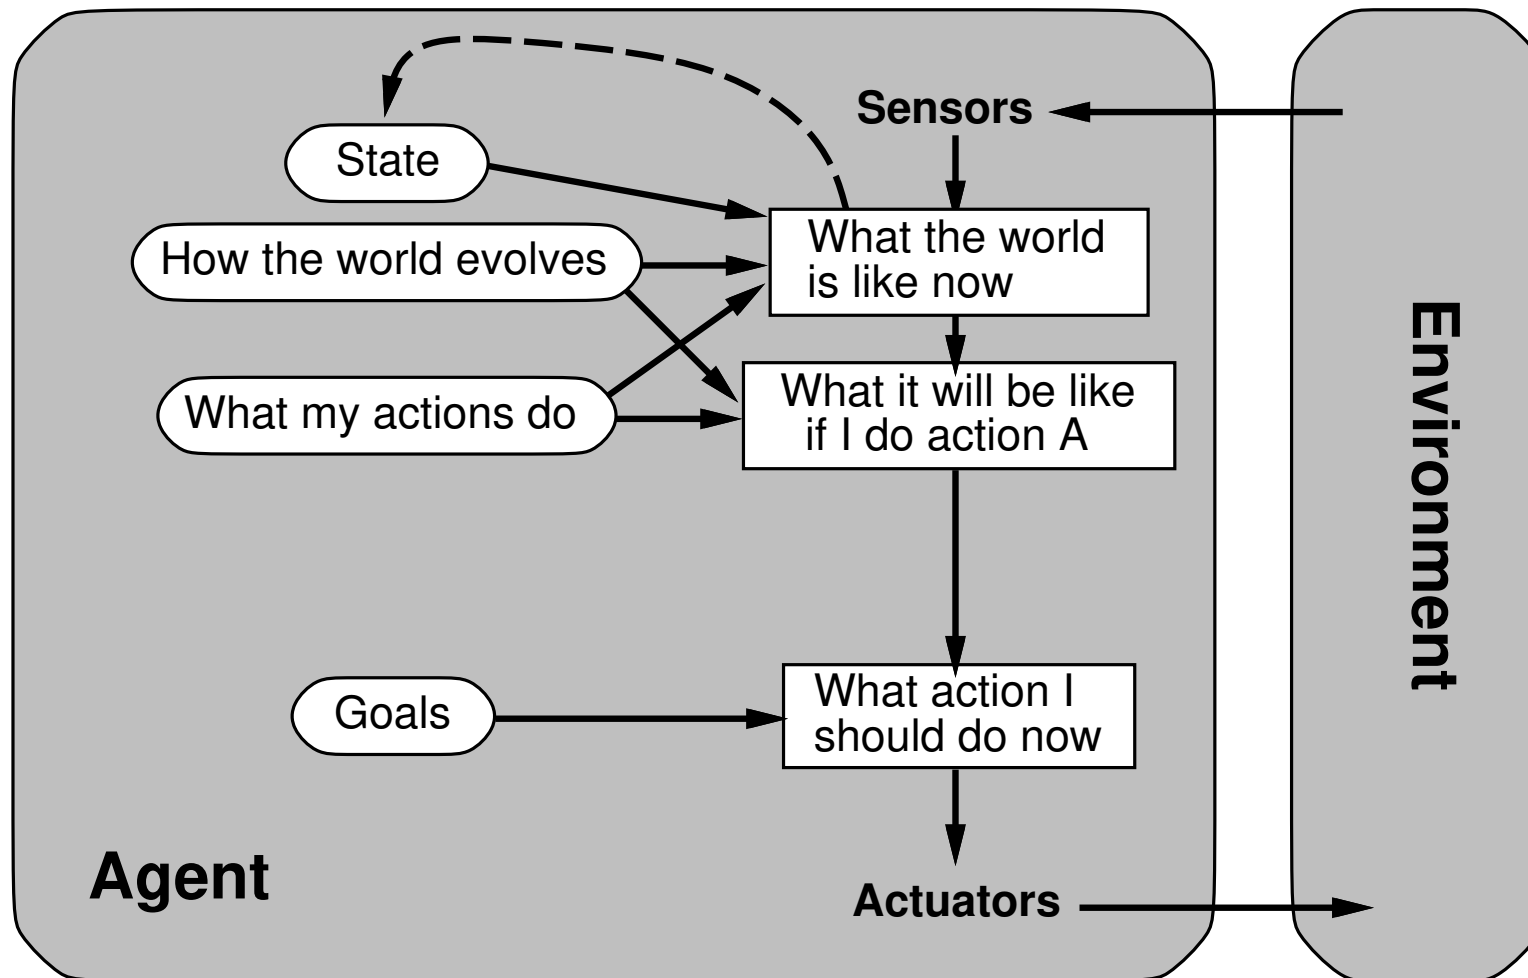 Sensors
State
What the world
is like now
How the world evolves
What my actions do
What it will be like
if I do action A
Goals
What action I
should do now
Agent
Actuators
Environment